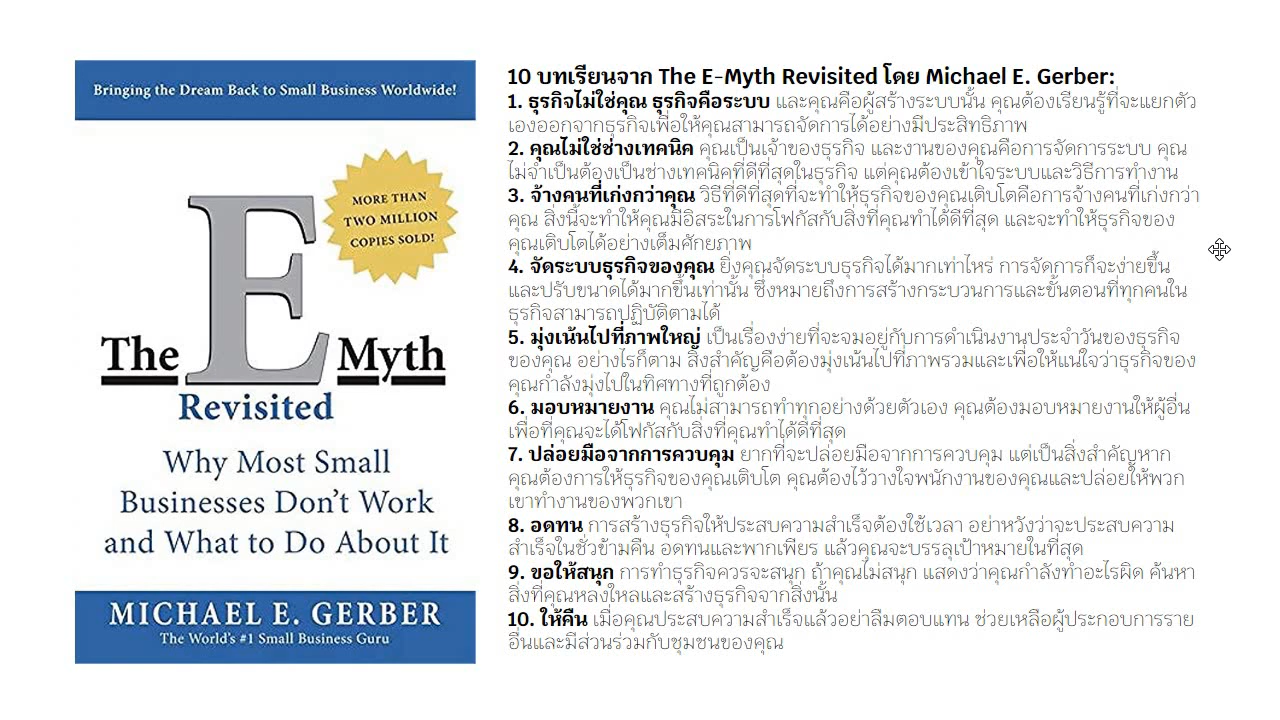 Bringing the Dream Back to Small Business Worldwide!
MORE THAN
TWO MILLION
COPIES SOLD!
The E Myth
Revisited
Why Most Small
Businesses Don't Work
and What to Do About It
MICHAEL E. GERBER
The World's #1 Small Business Guru
10 บทเรียนจาก The E-Myth Revisited โดย Michael E. Gerber:
1. ธุรกิจไม่ใช่คุณ ธุรกิจคือระบบ และคุณคือผู้สร้างระบบนั้น คุณต้องเรียนรู้ที่จะแยกตัว
เองออกจากธุรกิจเพื่อให้คุณสามารถจัดการได้อย่างมีประสิทธิภาพ
2. คุณไม่ใช่ช่างเทคนิค คุณเป็นเจ้าของธุรกิจ และงานของคุณคือการจัดการระบบ คุณ
ไม่จำเป็นต้องเป็นช่างเทคนิคที่ดีที่สุดในธุรกิจ แต่คุณต้องเข้าใจระบบและวิธีการทำงาน
3. จ้างคนที่เก่งกว่าคุณ วิธีที่ดีที่สุดที่จะทำให้ธุรกิจของคุณเติบโตคือการจ้างคนที่เก่งกว่า
คุณ สิ่งนี้จะทำให้คุณมีอิสระในการโฟกัสกับสิ่งที่คุณทำได้ดีที่สุด และจะทำให้ธุรกิจของ
คุณเติบโตได้อย่างเต็มศักยภาพ
4. จัดระบบธุรกิจของคุณ ยิ่งคุณจัดระบบธุรกิจได้มากเท่าไหร่ การจัดการก็จะง่ายขึ้น
และปรับขนาดได้มากขึ้นเท่านั้น ซึ่งหมายถึงการสร้างกระบวนการและขั้นตอนที่ทุกคนใน
ธุรกิจสามารถปฏิบัติตามได้
5. มุ่งเน้นไปที่ภาพใหญ่ เป็นเรื่องง่ายที่จะจมอยู่กับการดำเนินงานประจำวันของธุรกิจ
ของคุณ อย่างไรก็ตาม สิ่งสำคัญคือต้องมุ่งเน้นไปที่ภาพรวมและเพื่อให้แน่ใจว่าธุรกิจของ
คุณกำลังมุ่งไปในทิศทางที่ถูกต้อง
6. มอบหมายงาน คุณไม่สามารถทำทุกอย่างด้วยตัวเอง คุณต้องมอบหมายงานให้ผู้อื่น
เพื่อที่คุณจะได้โฟกัสกับสิ่งที่คุณทำได้ดีที่สุด
7. ปล่อยมือจากการควบคุม ยากที่จะปล่อยมือจากการควบคุม แต่เป็นสิ่งสำคัญหาก
คุณต้องการให้ธุรกิจของคุณเติบโต คุณต้องไว้วางใจพนักงานของคุณและปล่อยให้พวก
เขาทำงานของพวกเขา
8. อดทน การสร้างธุรกิจให้ประสบความสำเร็จต้องใช้เวลา อย่าหวังว่าจะประสบความ
สำเร็จในชั่วข้ามคืน อดทนและพากเพียร แล้วคุณจะบรรลุเป้าหมายในที่สุด
9. ขอให้สนุก การทำธุรกิจควรจะสนุก ถ้าคุณไม่สนุก แสดงว่าคุณกำลังทำอะไรผิด ค้นหา
สิ่งที่คุณหลงใหลและสร้างธุรกิจจากสิ่งนั้น
10. ให้คืน เมื่อคุณประสบความสำเร็จแล้วอย่าลืมตอบแทน ช่วยเหลือผู้ประกอบการราย
อื่นและมีส่วนร่วมกับชุมชนของคุณ